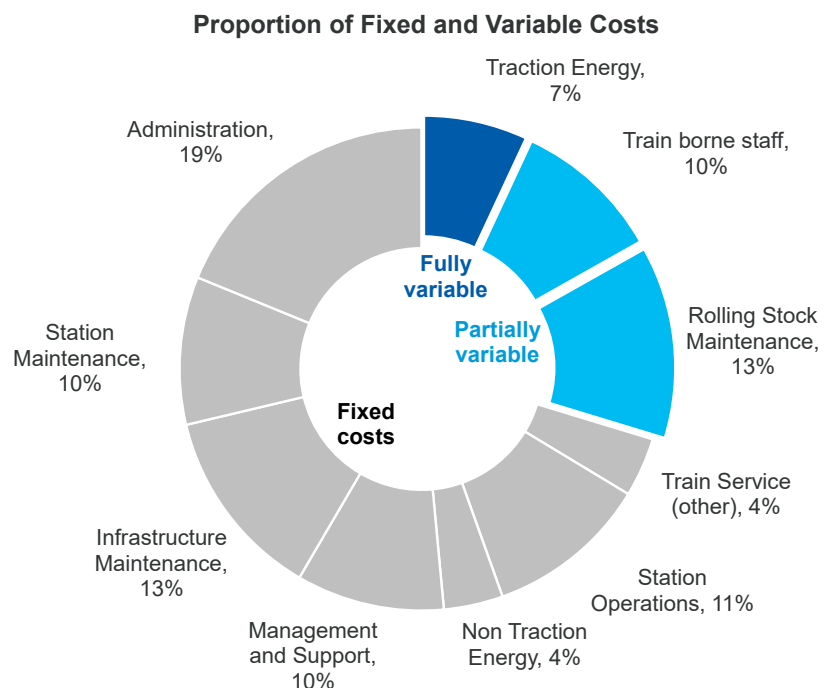 Proportion of Fixed and Variable Costs
Traction Energy,
7%
Train borne staff,
10%
Rolling Stock
Maintenance,
13%
Train Service
(other), 4%
Station
Operations, 11%
Non Traction
Energy, 4%
Management
and Support,
10%
Infrastructure
Maintenance,
13%
Station
Maintenance,
10%
Administration,
19%
Fully
variable
Partially
variable
Fixed
costs